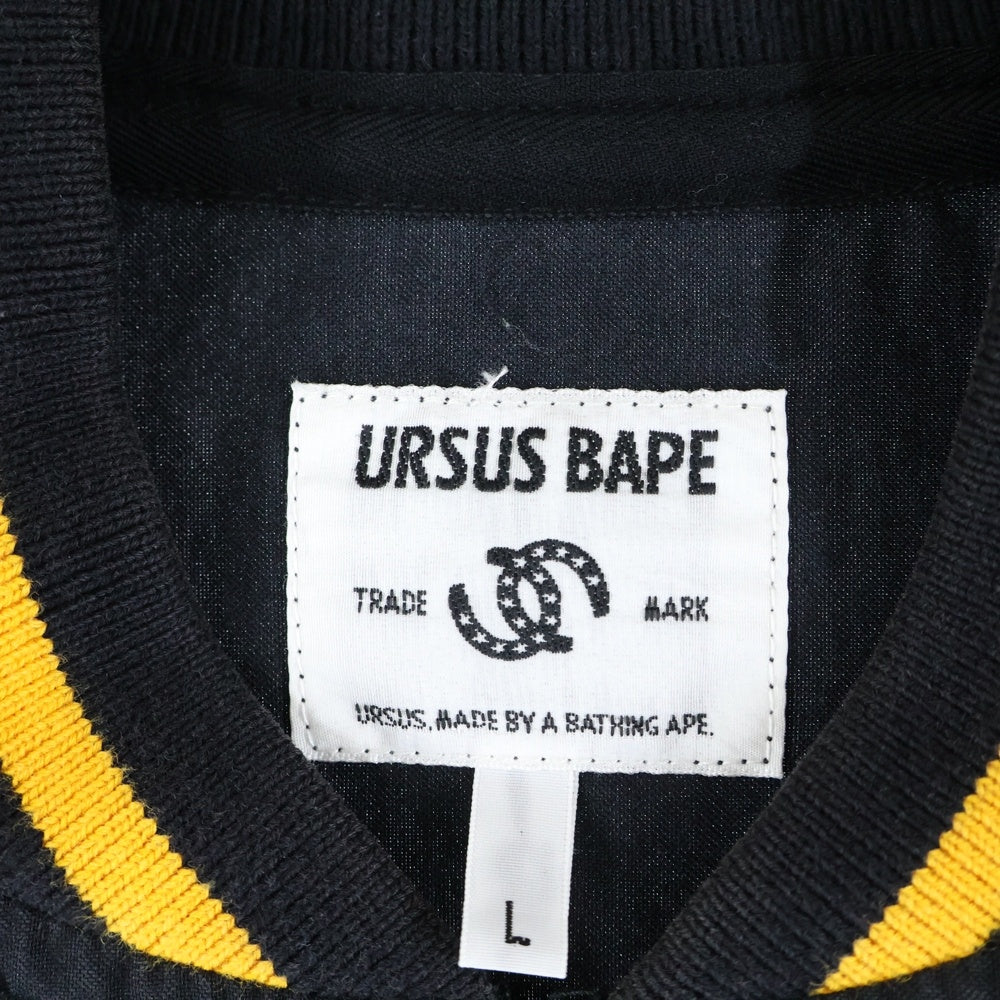 URSUS BAPE
TRADE MARK
URSUS, MADE BY A BATHING APE.
L